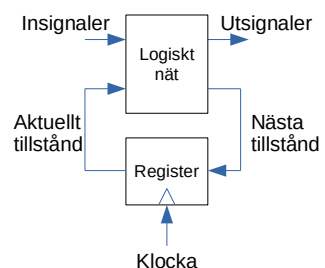 Insignaler
Utsignaler
Logiskt
nät
Aktuellt
tillstånd
Nästa
tillstånd
Register
Klocka